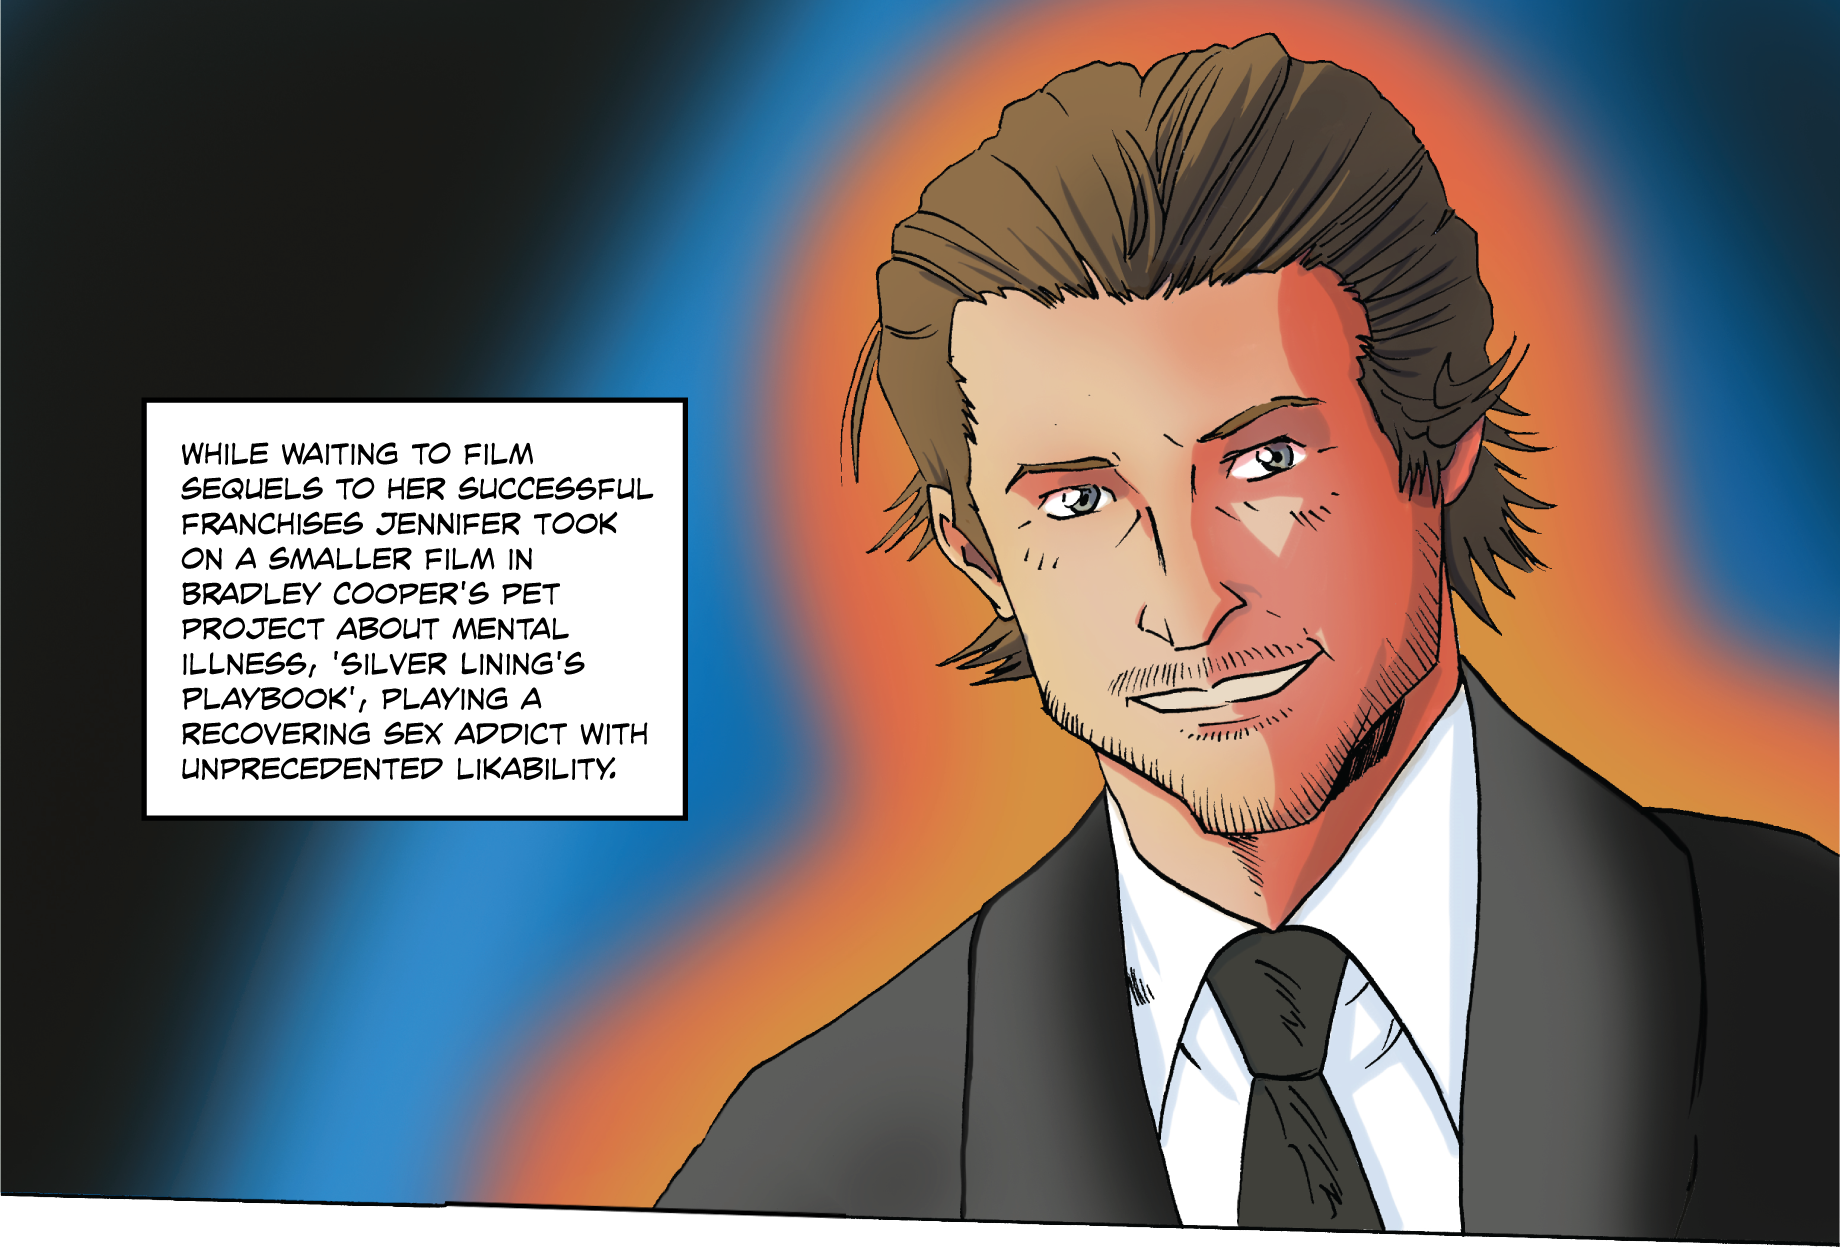 WHILE WAITING TO FILM
SEQUELS TO HER SUCCESSFUL
FRANCHISES JENNIFER TOOK
ON A SMALLER FILM IN
BRADLEY COOPER'S PET
PROJECT ABOUT MENTAL
ILLNESS, 'SILVER LINING'S
PLAYBOOK', PLAYING A
RECOVERING SEX ADDICT WITH
UNPRECEDENTED LIKABILITY.